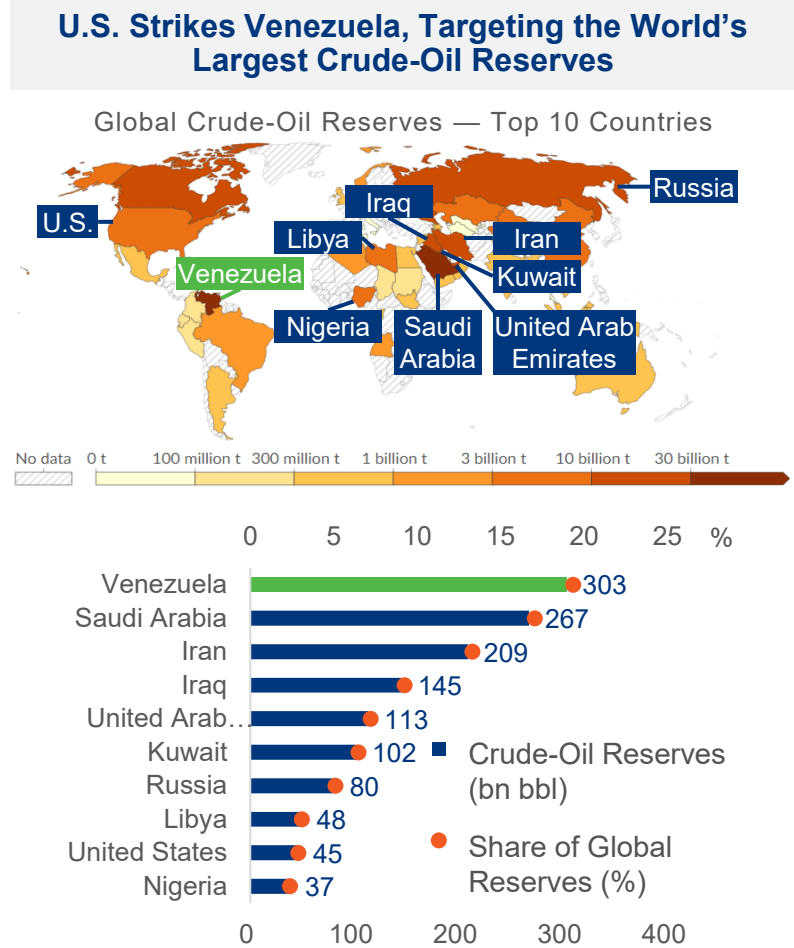 U.S. Strikes Venezuela, Targeting the World’s
Largest Crude-Oil Reserves
Global Crude-Oil Reserves — Top 10 Countries
Russia
Iraq
U.S.
Libya
Iran
Venezuela
Kuwait
Nigeria
Saudi
Arabia
United Arab
Emirates
No data 0 t 100 million t 300 million t 1 billion t 3 billion t 10 billion t 30 billion t
0 5 10 15 20 25 %
Venezuela 303
Saudi Arabia 267
Iran 209
Iraq 145
United Arab… 113
Kuwait 102
Russia 80
Libya 48
United States 45
Nigeria 37
Crude-Oil Reserves
(bn bbl)
Share of Global
Reserves (%)
0 100 200 300 400